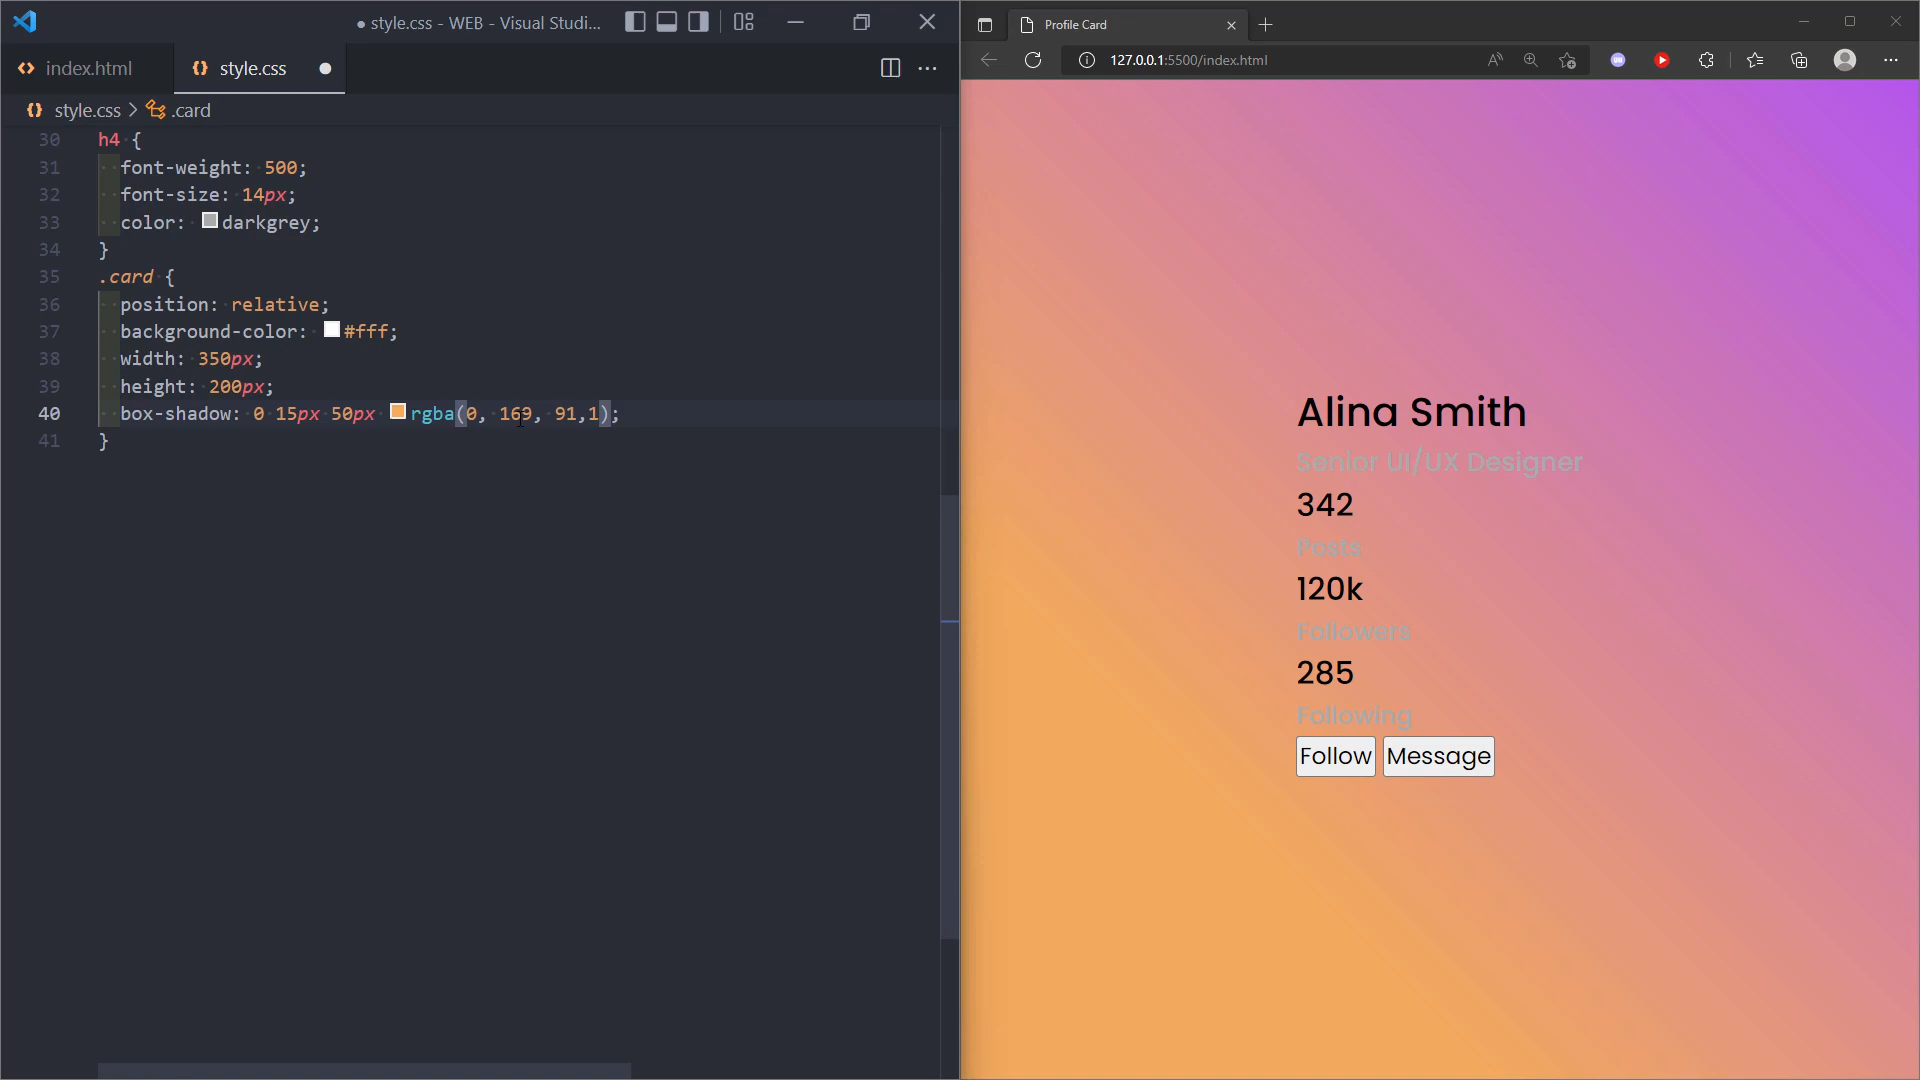 style.css - WEB - Visual Studi...
index.html
style.css
style.css > .card
30 h4 {
31 font-weight: 500;
32 font-size: 14px;
33 color: darkgrey;
34 }
35 .card {
36 position: relative;
37 background-color: #fff;
38 width: 350px;
39 height: 200px;
40 box-shadow: 0 15px 50px rgba(0, 169, 91,1);
41 }
Profile Card
127.0.0.1:5500/index.html
Alina Smith
Senior UI/UX Designer
342
Posts
120k
Followers
285
Following
Follow Message